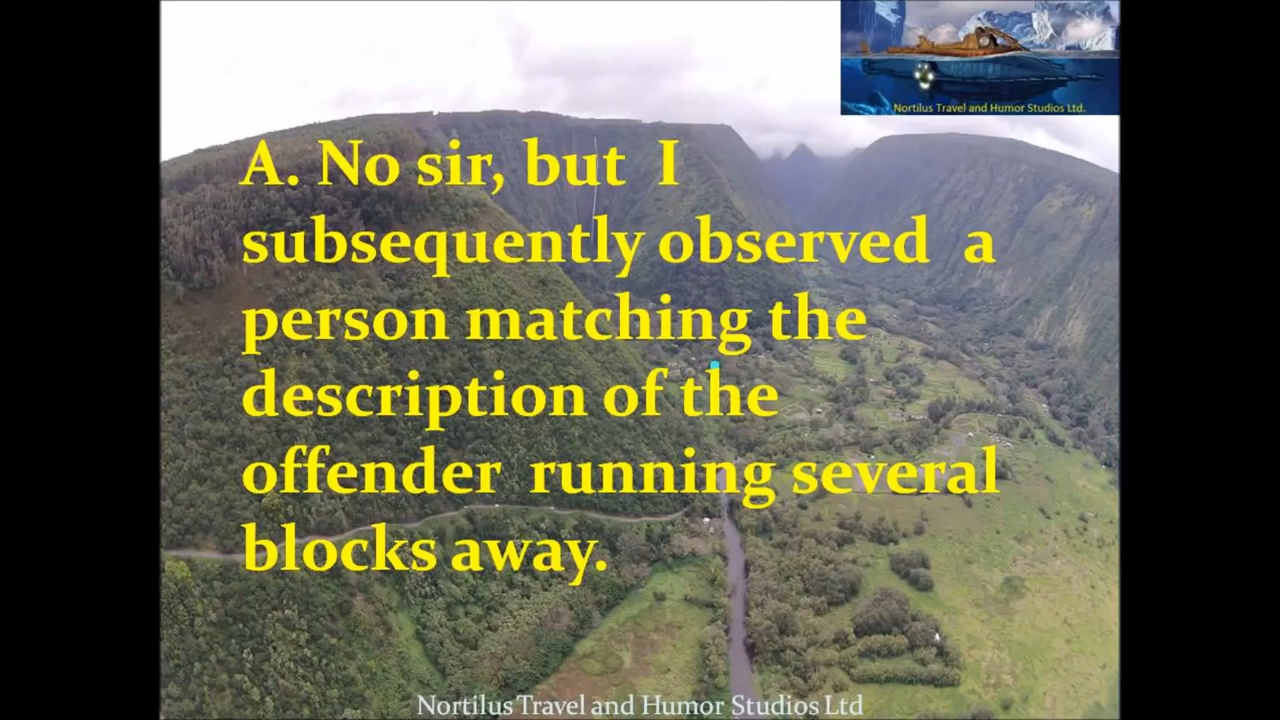 Nortilus Travel and Humor Studios Ltd.
A. No sir, but I
subsequently observed a
person matching the
description of the
offender running several
blocks away.
Nortilus Travel and Humor Studios Ltd